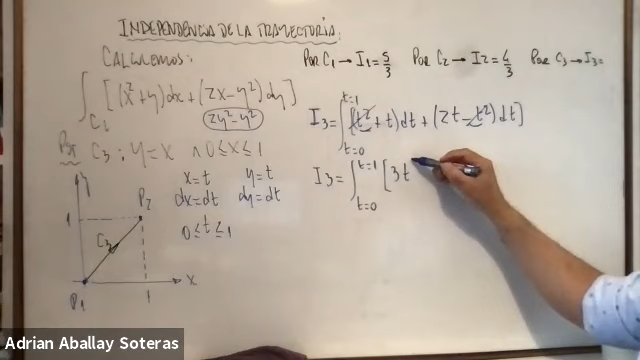 INDEPENDENCIA DE LA TRAYECTORIA:
CALCULEMOS:
POR C₁ → I₁ = 5/3   POR C₂ → I₂ = 4/3   POR C₃ → I₃ =
∫_C₂ [(x²+y)dx + (2x-y²)dy]
2y²-y²
I₃ = ∫_{t=0}^{t=1} [(t²+t)dt + (2t-t²)dt]
Por C₃ : y=x ∧ 0≤x≤1
x=t   y=t
dx=dt   dy=dt
0≤t≤1
I₃ = ∫_{t=0}^{t=1} [3t
y
1
P₂
C₃
x
P₁
1
Adrian Aballay Soteras